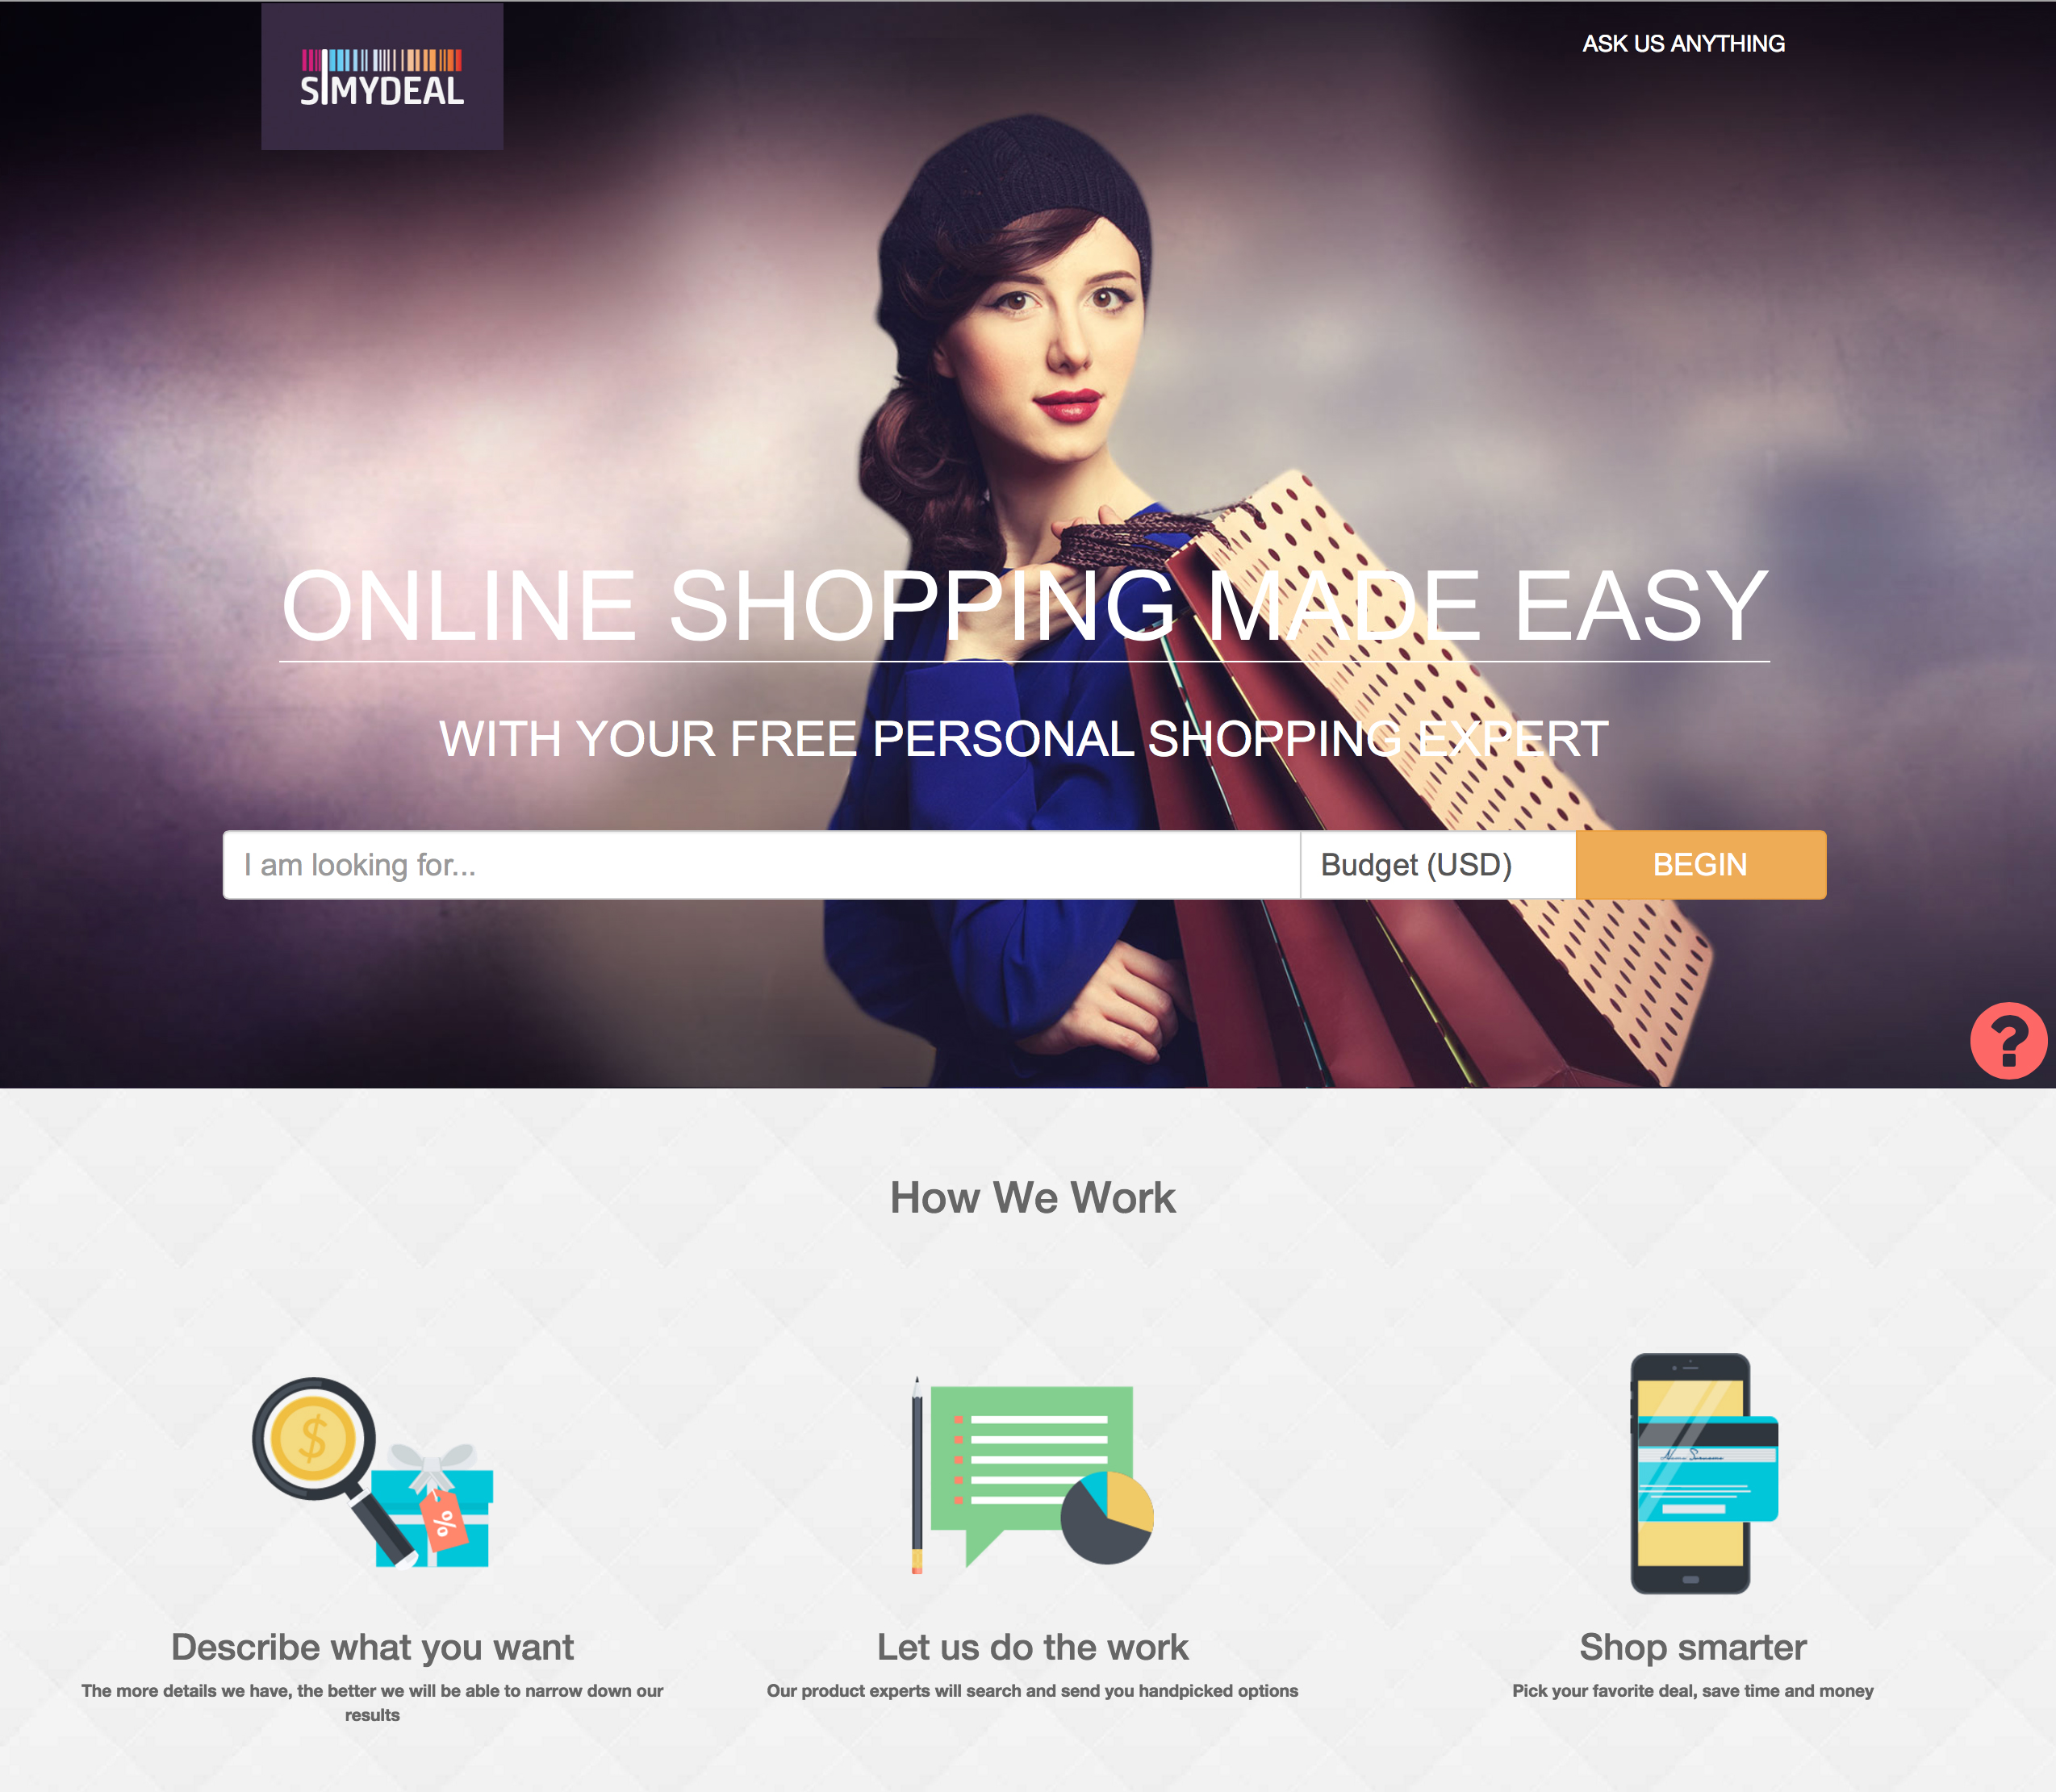 SIMYDEAL
ASK US ANYTHING
ONLINE SHOPPING MADE EASY
WITH YOUR FREE PERSONAL SHOPPING EXPERT
I am looking for... Budget (USD) BEGIN
?
How We Work
$
%
Describe what you want
The more details we have, the better we will be able to narrow down our
results
Let us do the work
Our product experts will search and send you handpicked options
Shop smarter
Pick your favorite deal, save time and money